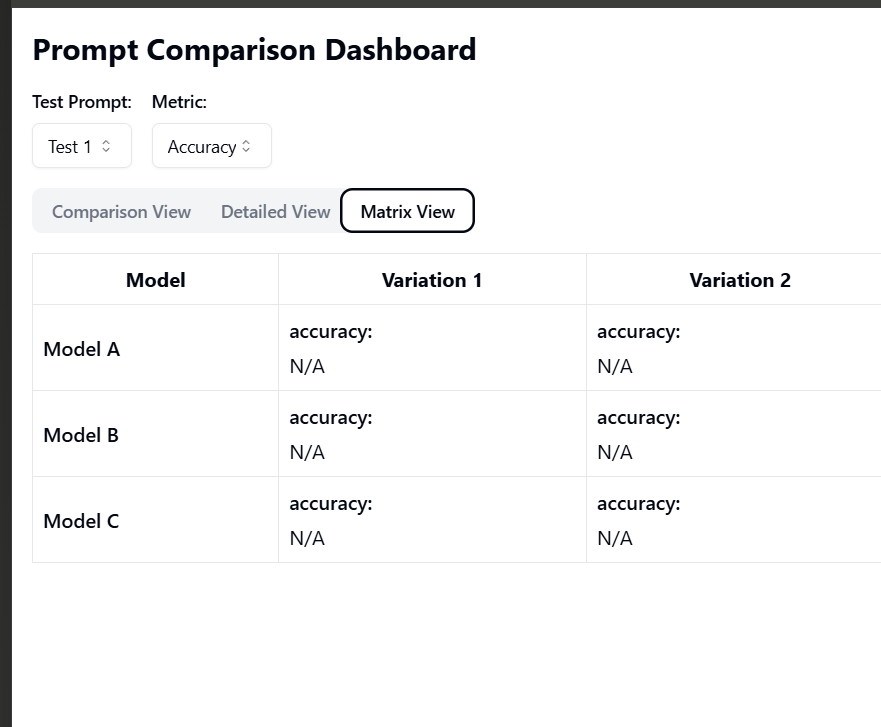 Prompt Comparison Dashboard
Test Prompt: Metric:
Test 1 Accuracy
Comparison View Detailed View Matrix View
Model Variation 1 Variation 2
Model A
accuracy: accuracy:
N/A N/A
Model B
accuracy: accuracy:
N/A N/A
Model C
accuracy: accuracy:
N/A N/A